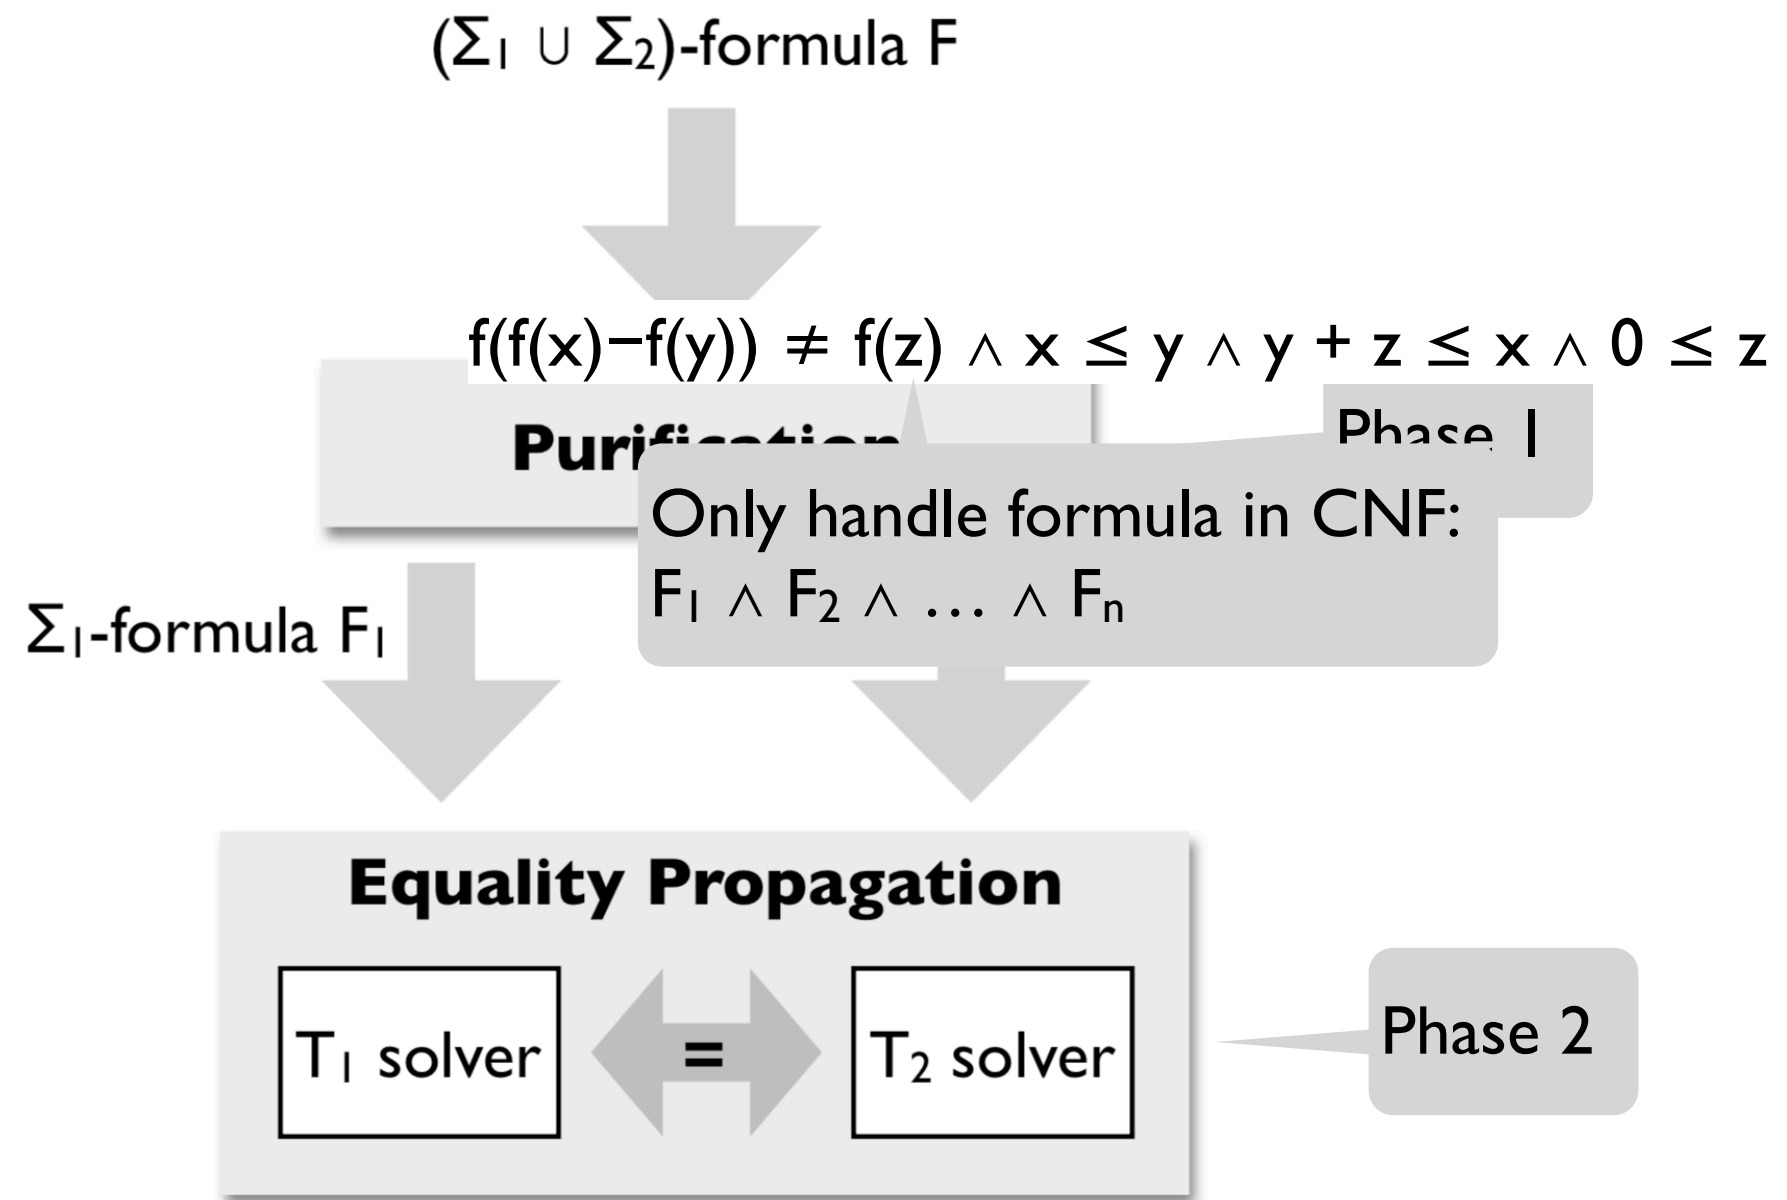 (Σ₁ ∪ Σ₂)-formula F
f(f(x)−f(y)) ≠ f(z) ∧ x ≤ y ∧ y + z ≤ x ∧ 0 ≤ z
Purification
Phase 1
Only handle formula in CNF:
F₁ ∧ F₂ ∧ … ∧ Fₙ
Σ₁-formula F₁
Equality Propagation
T₁ solver
=
T₂ solver
Phase 2